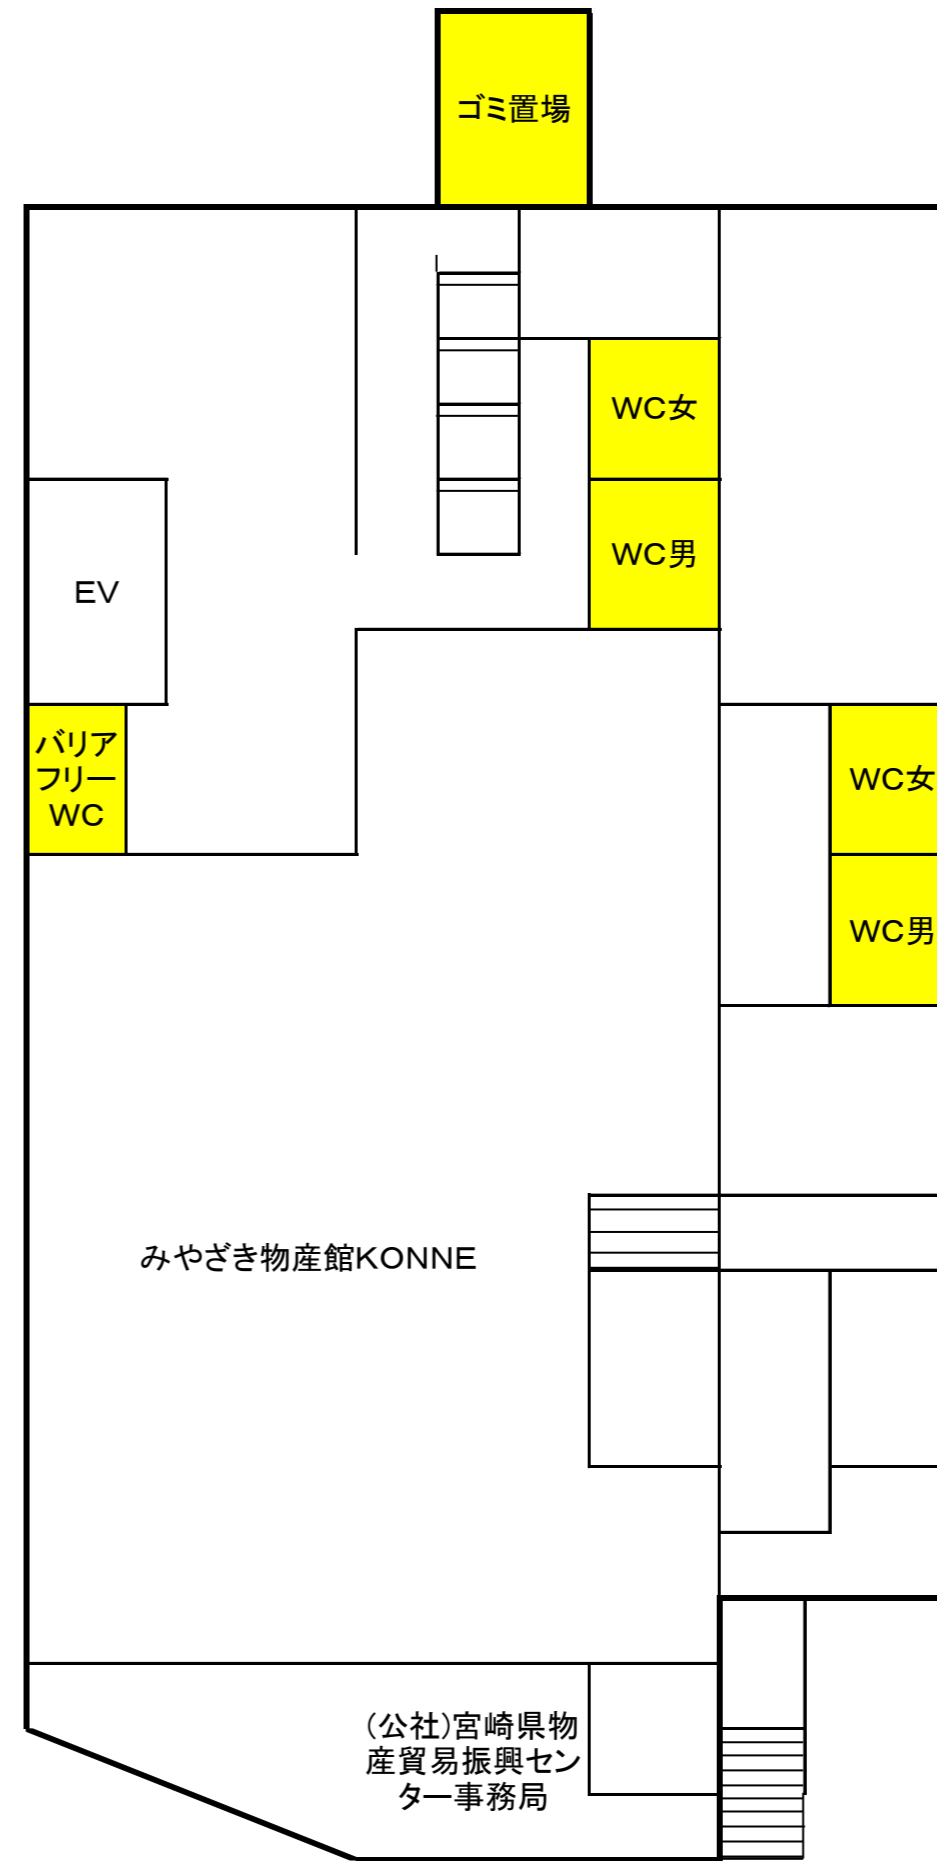 ゴミ置場
WC女
WC男
EV
バリア
フリー
WC
WC女
WC男
みやざき物産館KONNE
(公社)宮崎県物
産貿易振興セン
ター事務局